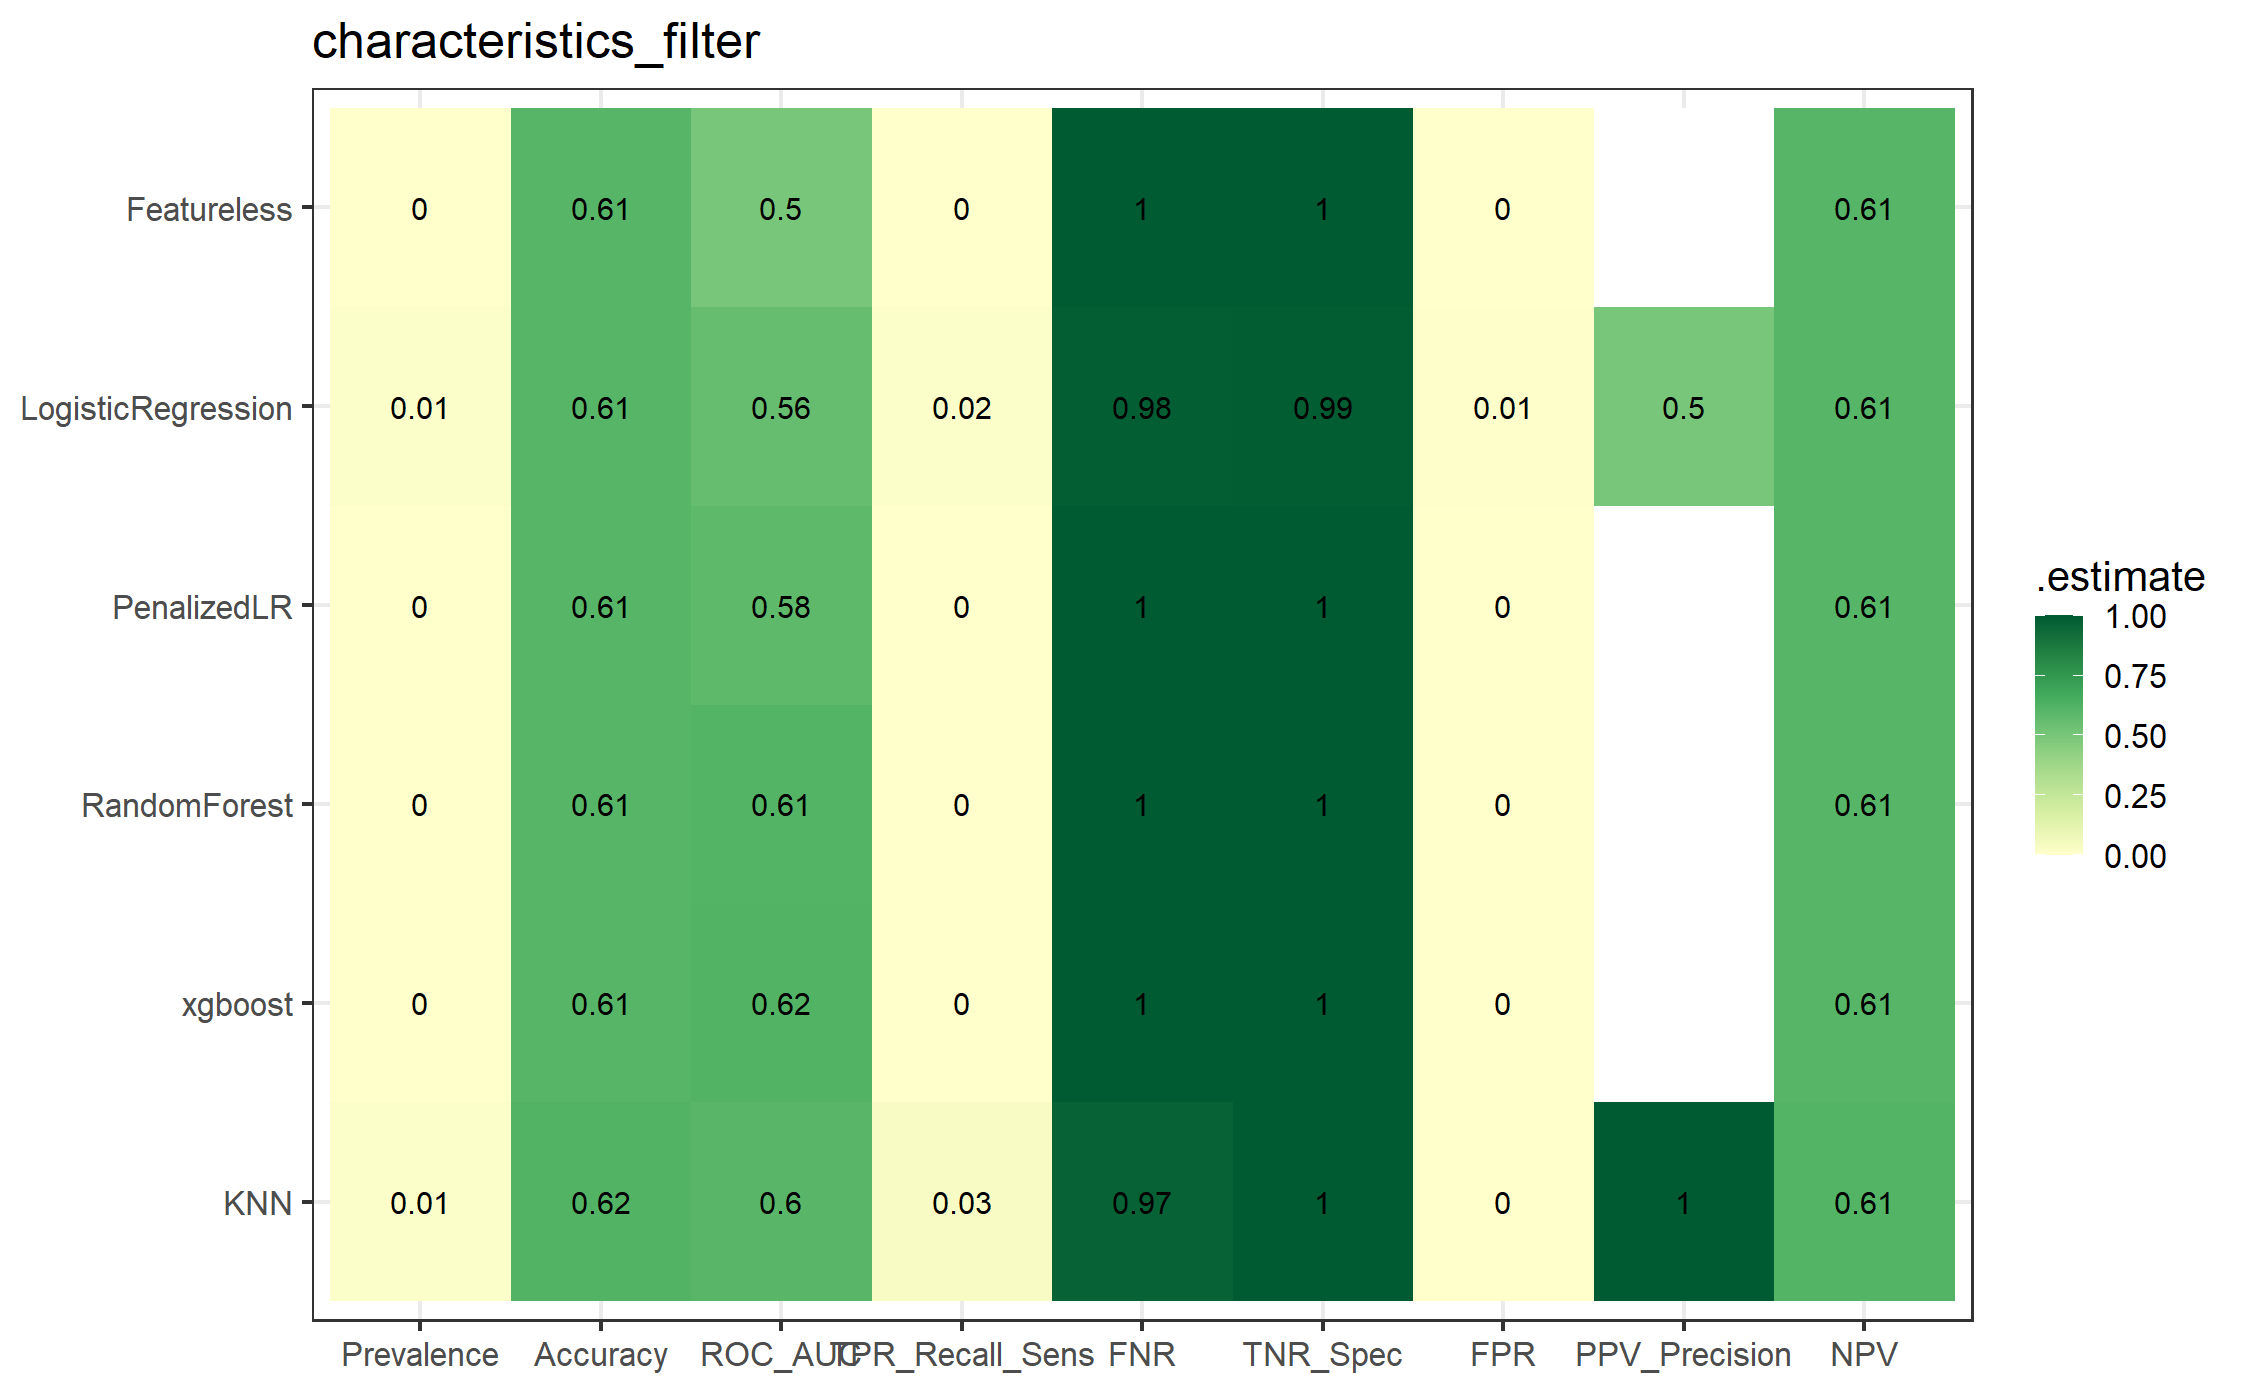 characteristics_filter
Featureless 0 0.61 0.5 0 1 1 0 0.61
LogisticRegression 0.01 0.61 0.56 0.02 0.98 0.99 0.01 0.5 0.61
PenalizedLR 0 0.61 0.58 0 1 1 0 0.61
RandomForest 0 0.61 0.61 0 1 1 0 0.61
xgboost 0 0.61 0.62 0 1 1 0 0.61
KNN 0.01 0.62 0.6 0.03 0.97 1 0 1 0.61
Prevalence Accuracy ROC_AUC TPR_Recall_Sens FNR TNR_Spec FPR PPV_Precision NPV
.estimate
1.00
0.75
0.50
0.25
0.00